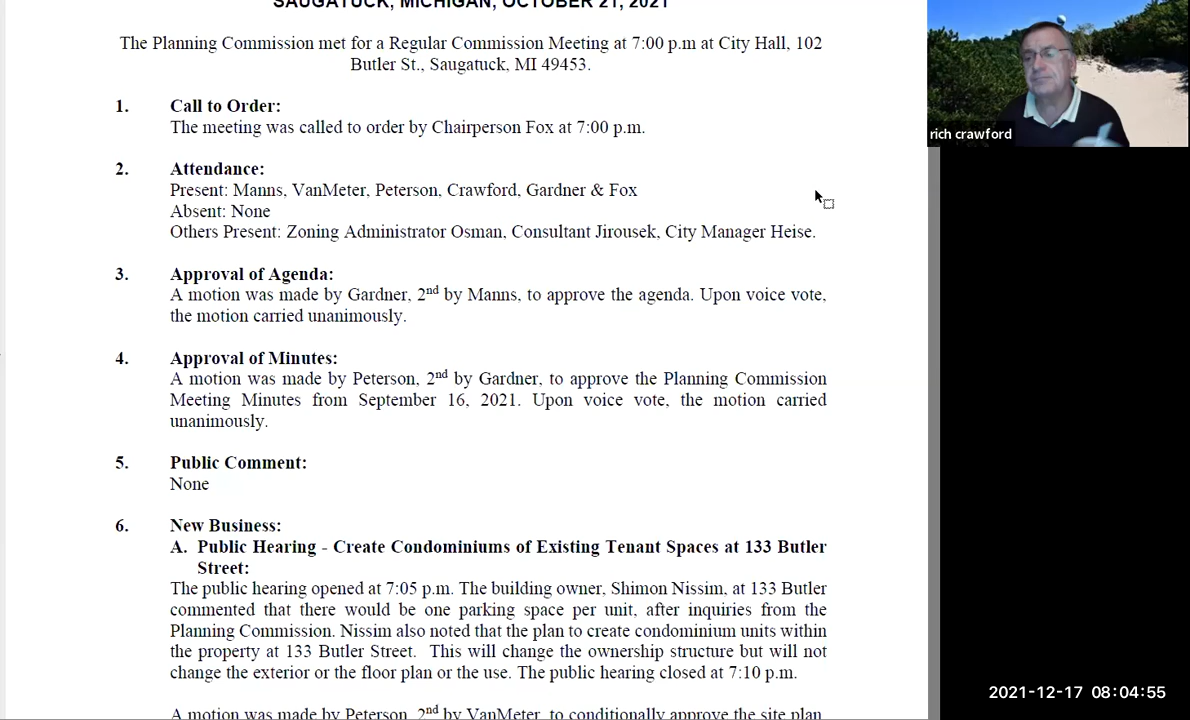 SAUGATUCK, MICHIGAN, OCTOBER 21, 2021
The Planning Commission met for a Regular Commission Meeting at 7:00 p.m at City Hall, 102
Butler St., Saugatuck, MI 49453.
1. Call to Order:
The meeting was called to order by Chairperson Fox at 7:00 p.m.
2. Attendance:
Present: Manns, VanMeter, Peterson, Crawford, Gardner & Fox
Absent: None
Others Present: Zoning Administrator Osman, Consultant Jirousek, City Manager Heise.
3. Approval of Agenda:
A motion was made by Gardner, 2nd by Manns, to approve the agenda. Upon voice vote,
the motion carried unanimously.
4. Approval of Minutes:
A motion was made by Peterson, 2nd by Gardner, to approve the Planning Commission
Meeting Minutes from September 16, 2021. Upon voice vote, the motion carried
unanimously.
5. Public Comment:
None
6. New Business:
A. Public Hearing - Create Condominiums of Existing Tenant Spaces at 133 Butler
Street:
The public hearing opened at 7:05 p.m. The building owner, Shimon Nissim, at 133 Butler
commented that there would be one parking space per unit, after inquiries from the
Planning Commission. Nissim also noted that the plan to create condominium units within
the property at 133 Butler Street. This will change the ownership structure but will not
change the exterior or the floor plan or the use. The public hearing closed at 7:10 p.m.
A motion was made by Peterson, 2nd by VanMeter, to conditionally approve the site plan
rich crawford
2021-12-17 08:04:55